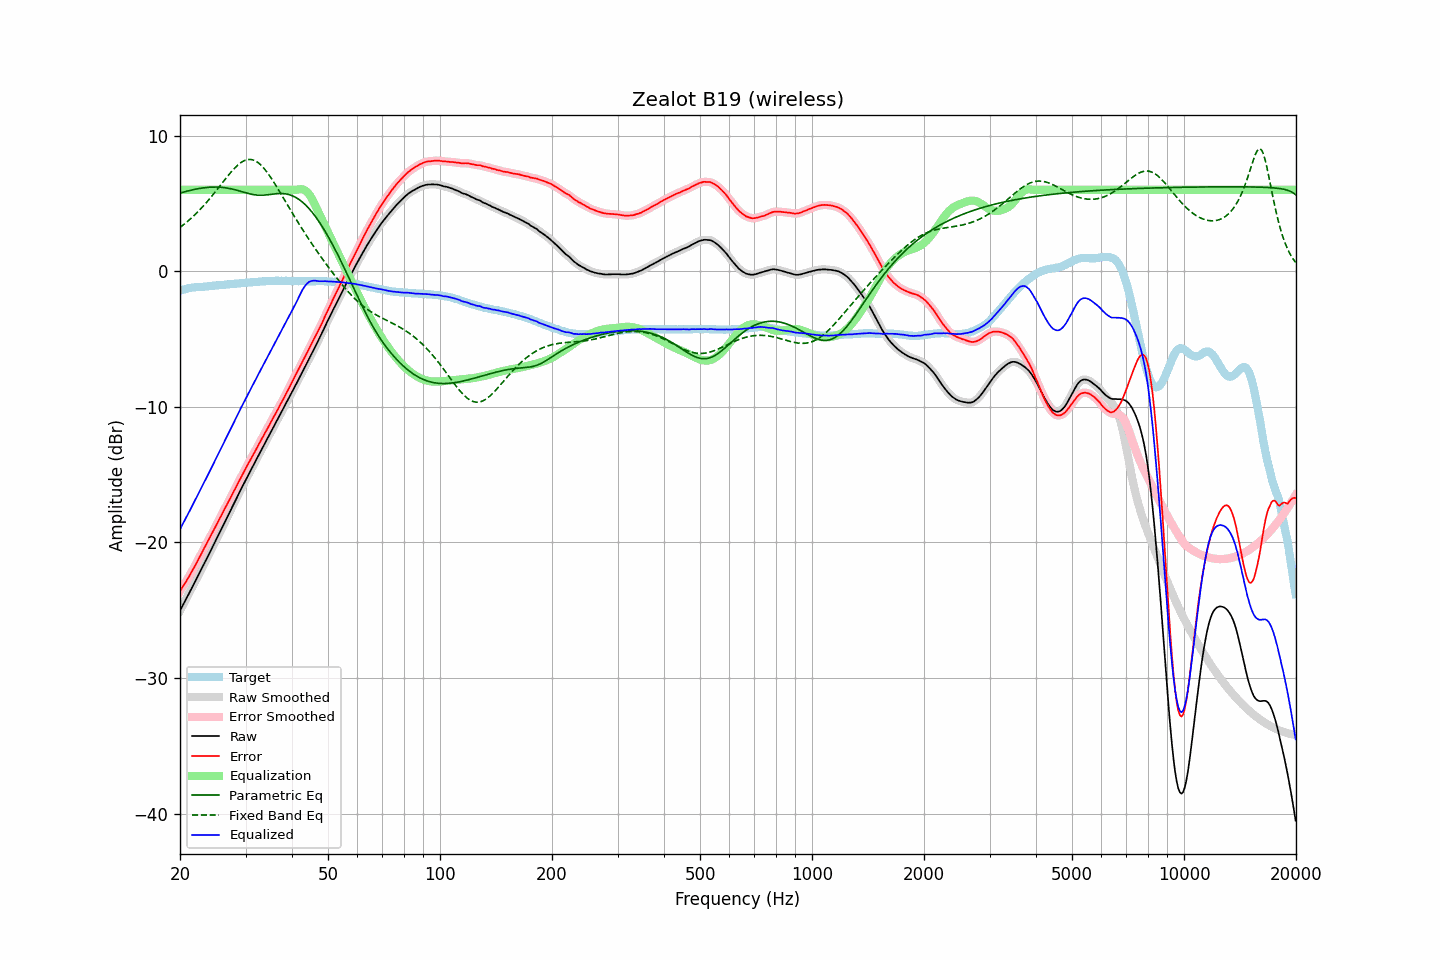 Zealot B19 (wireless)
10
0
−10
−20
−30
−40
Amplitude (dBr)
Target
Raw Smoothed
Error Smoothed
Raw
Error
Equalization
Parametric Eq
Fixed Band Eq
Equalized
20 50 100 200 500 1000 2000 5000 10000 20000
Frequency (Hz)